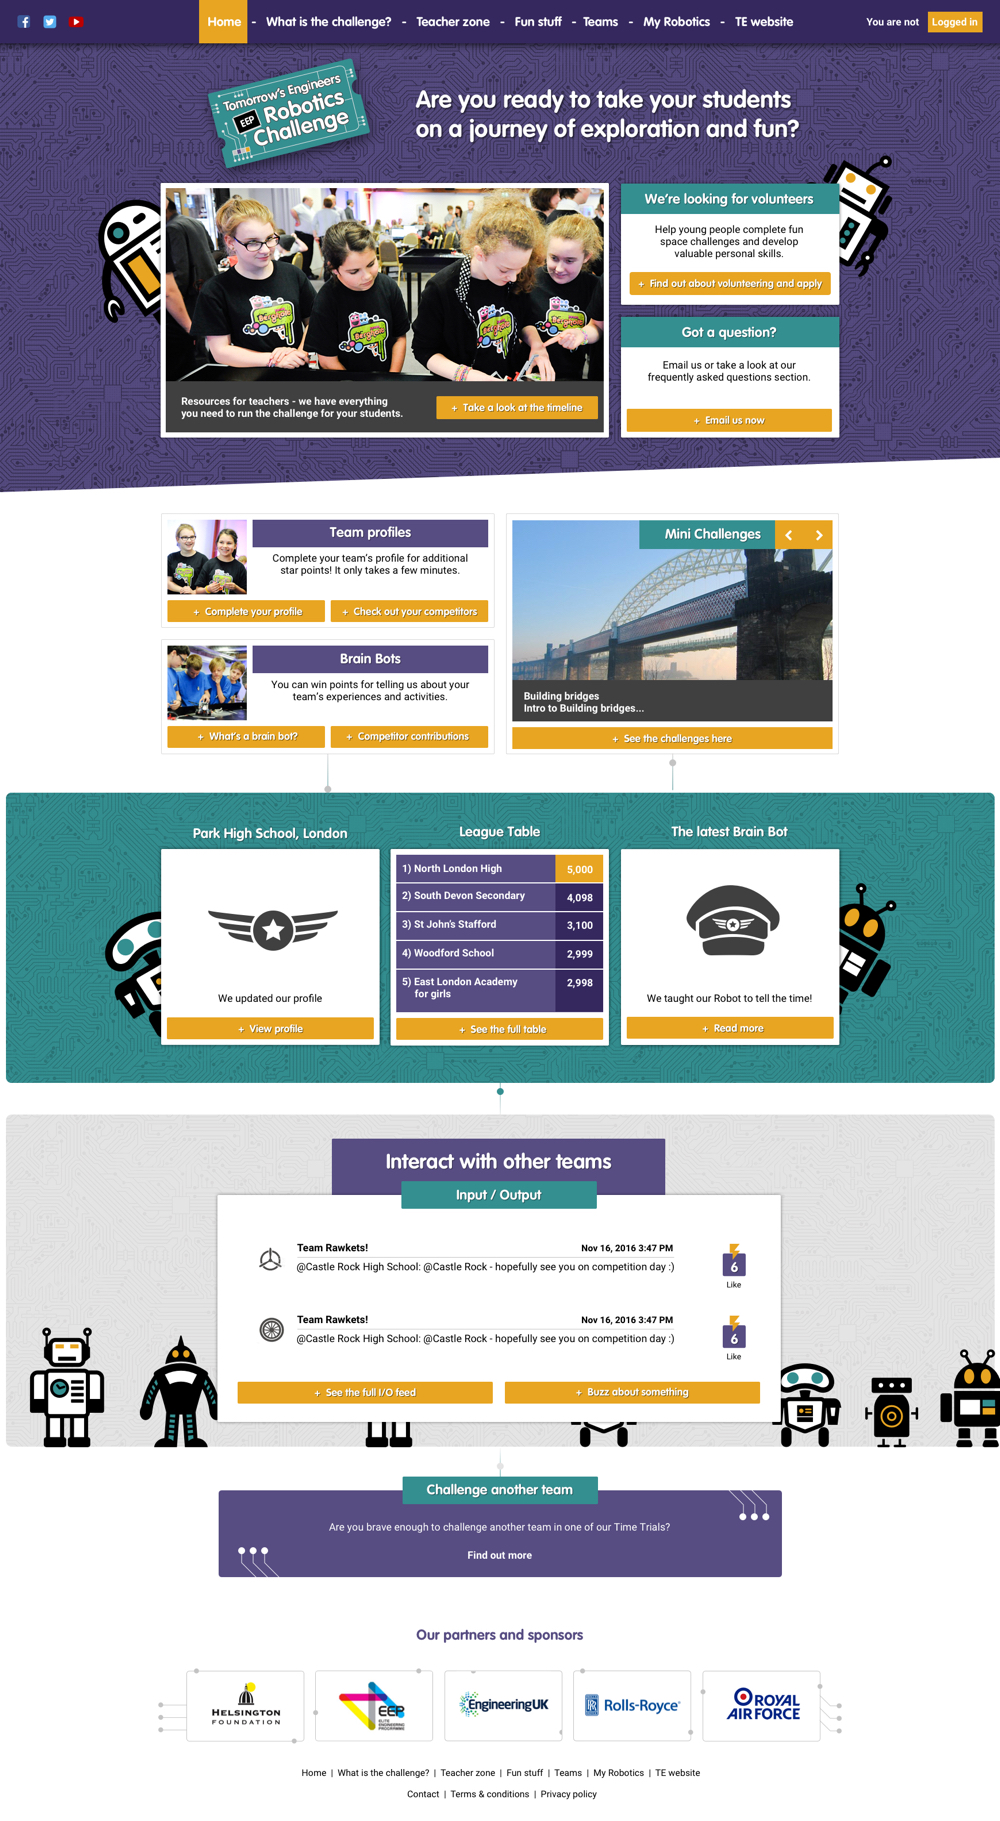 Home - What is the challenge? - Teacher zone - Fun stuff - Teams - My Robotics - TE website
You are not Logged in
Tomorrow's Engineers
EEP Robotics
Challenge
Are you ready to take your students
on a journey of exploration and fun?
Resources for teachers - we have everything
you need to run the challenge for your students.
+ Take a look at the timeline
We're looking for volunteers
Help young people complete fun
space challenges and develop
valuable personal skills.
+ Find out about volunteering and apply
Got a question?
Email us or take a look at our
frequently asked questions section.
+ Email us now
Team profiles
Complete your team's profile for additional
star points! It only takes a few minutes.
+ Complete your profile
+ Check out your competitors
Brain Bots
You can win points for telling us about your
team's experiences and activities.
+ What's a brain bot?
+ Competitor contributions
Mini Challenges
Building bridges
Intro to Building bridges...
+ See the challenges here
Park High School, London
We updated our profile
+ View profile
League Table
1) North London High 5,000
2) South Devon Secondary 4,098
3) St John's Stafford 3,100
4) Woodford School 2,999
5) East London Academy 2,998
for girls
+ See the full table
The latest Brain Bot
We taught our Robot to tell the time!
+ Read more
Interact with other teams
Input / Output
Team Rawkets! Nov 16, 2016 3:47 PM
@Castle Rock High School: @Castle Rock - hopefully see you on competition day :)
6
Like
Team Rawkets! Nov 16, 2016 3:47 PM
@Castle Rock High School: @Castle Rock - hopefully see you on competition day :)
6
Like
+ See the full I/O feed
+ Buzz about something
Challenge another team
Are you brave enough to challenge another team in one of our Time Trials?
Find out more
Our partners and sponsors
HELSINGTON
FOUNDATION
EEP
ELITE
ENGINEERING
PROGRAMME
EngineeringUK
Rolls-Royce
ROYAL
AIR FORCE
Home | What is the challenge? | Teacher zone | Fun stuff | Teams | My Robotics | TE website
Contact | Terms & conditions | Privacy policy